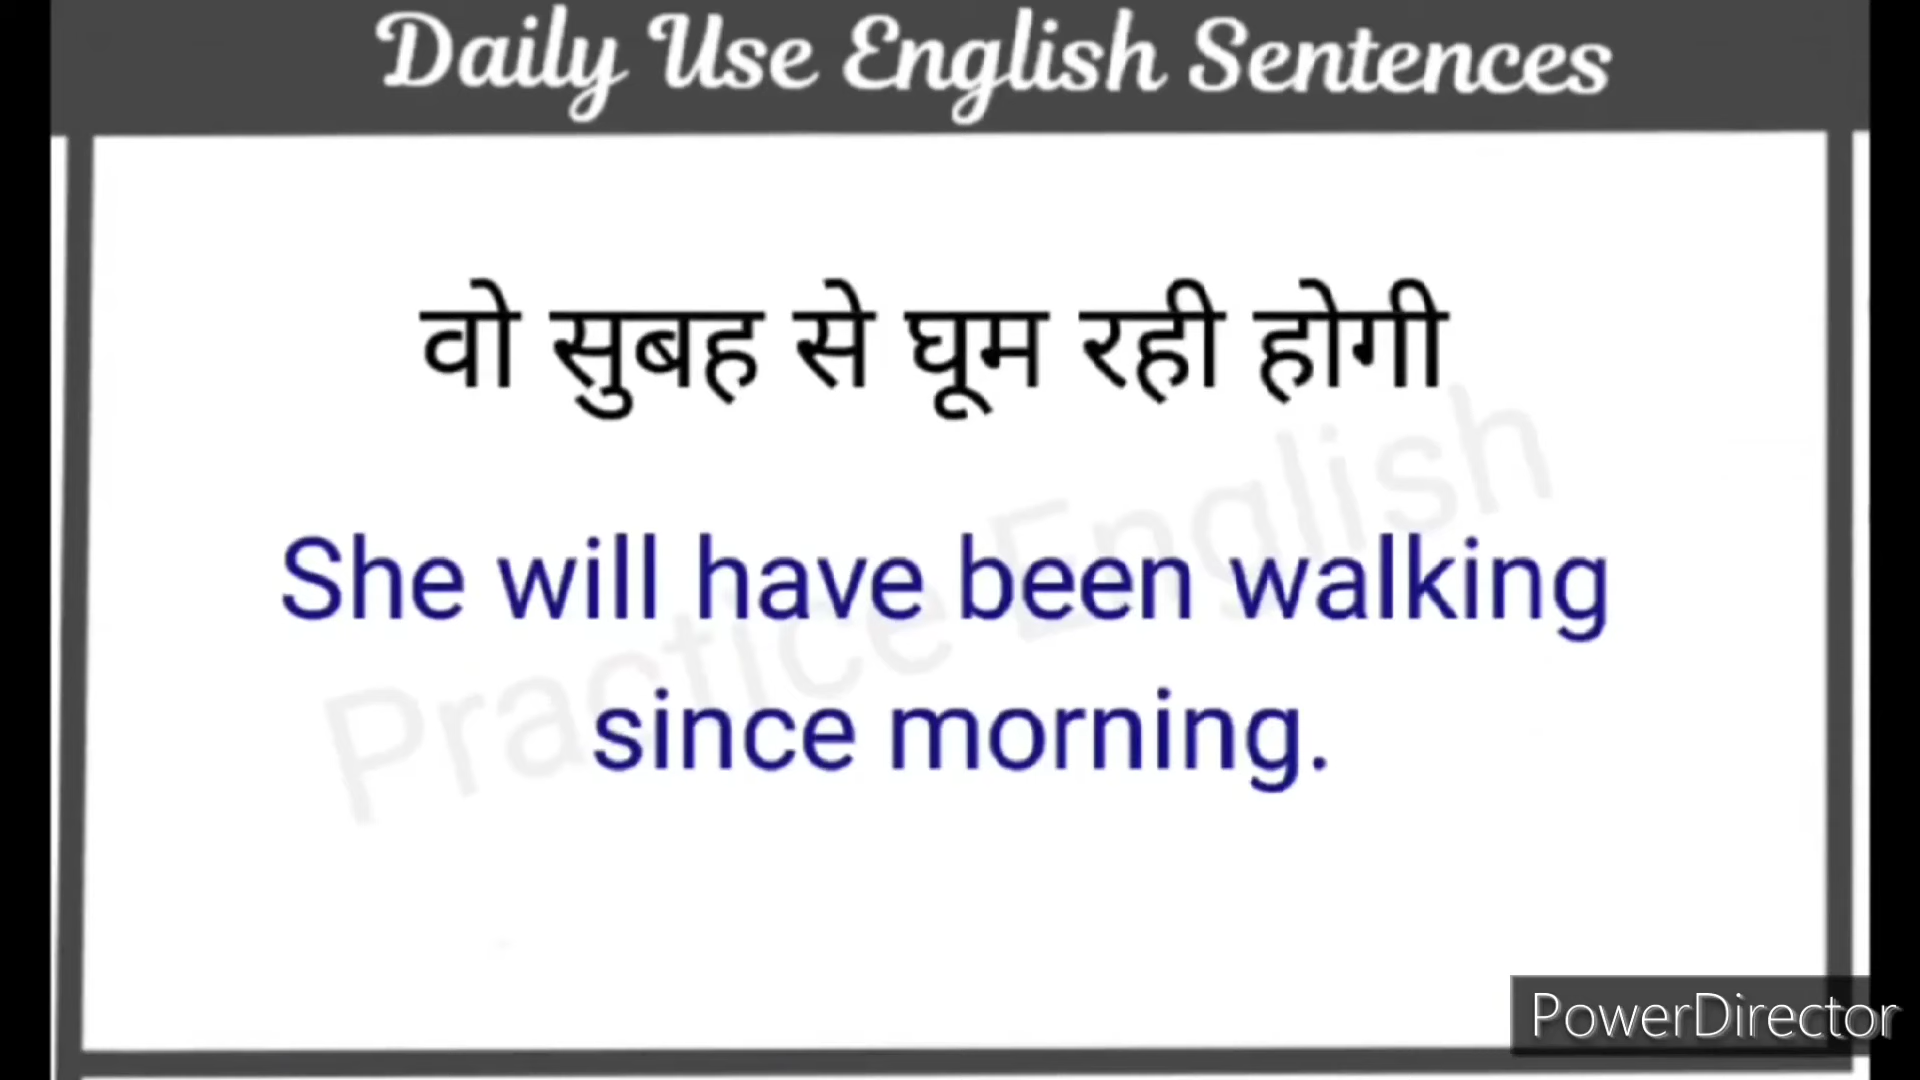 Daily Use English Sentences
वो सुबह से घूम रही होगी
She will have been walking
since morning.
Practice English
PowerDirector